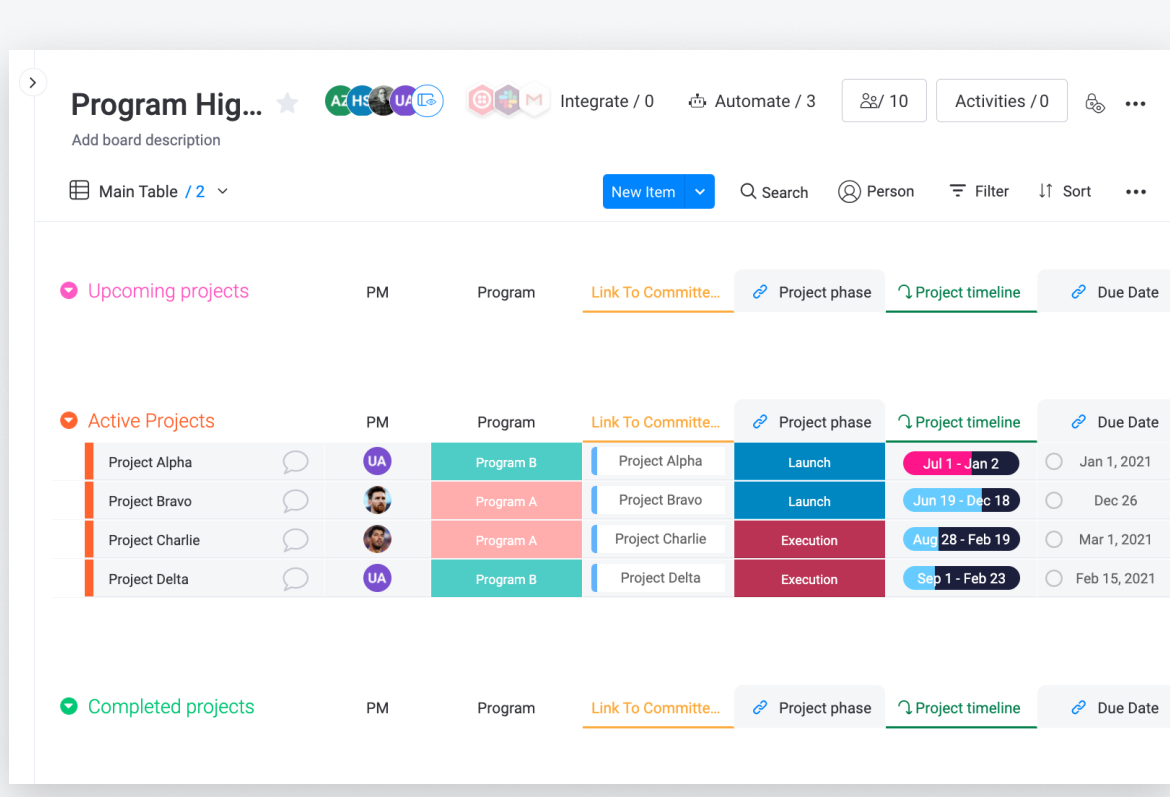 Program Hig...
AZ HS UA
Integrate / 0
Automate / 3
/ 10
Activities / 0
Add board description
Main Table / 2
New Item
Search
Person
Filter
Sort
Upcoming projects PM Program Link To Committe... Project phase Project timeline Due Date
Active Projects PM Program Link To Committe... Project phase Project timeline Due Date
Project Alpha UA Program B Project Alpha Launch Jul 1 - Jan 2 Jan 1, 2021
Project Bravo Program A Project Bravo Launch Jun 19 - Dec 18 Dec 26
Project Charlie Program A Project Charlie Execution Aug 28 - Feb 19 Mar 1, 2021
Project Delta UA Program B Project Delta Execution Sep 1 - Feb 23 Feb 15, 2021
Completed projects PM Program Link To Committe... Project phase Project timeline Due Date